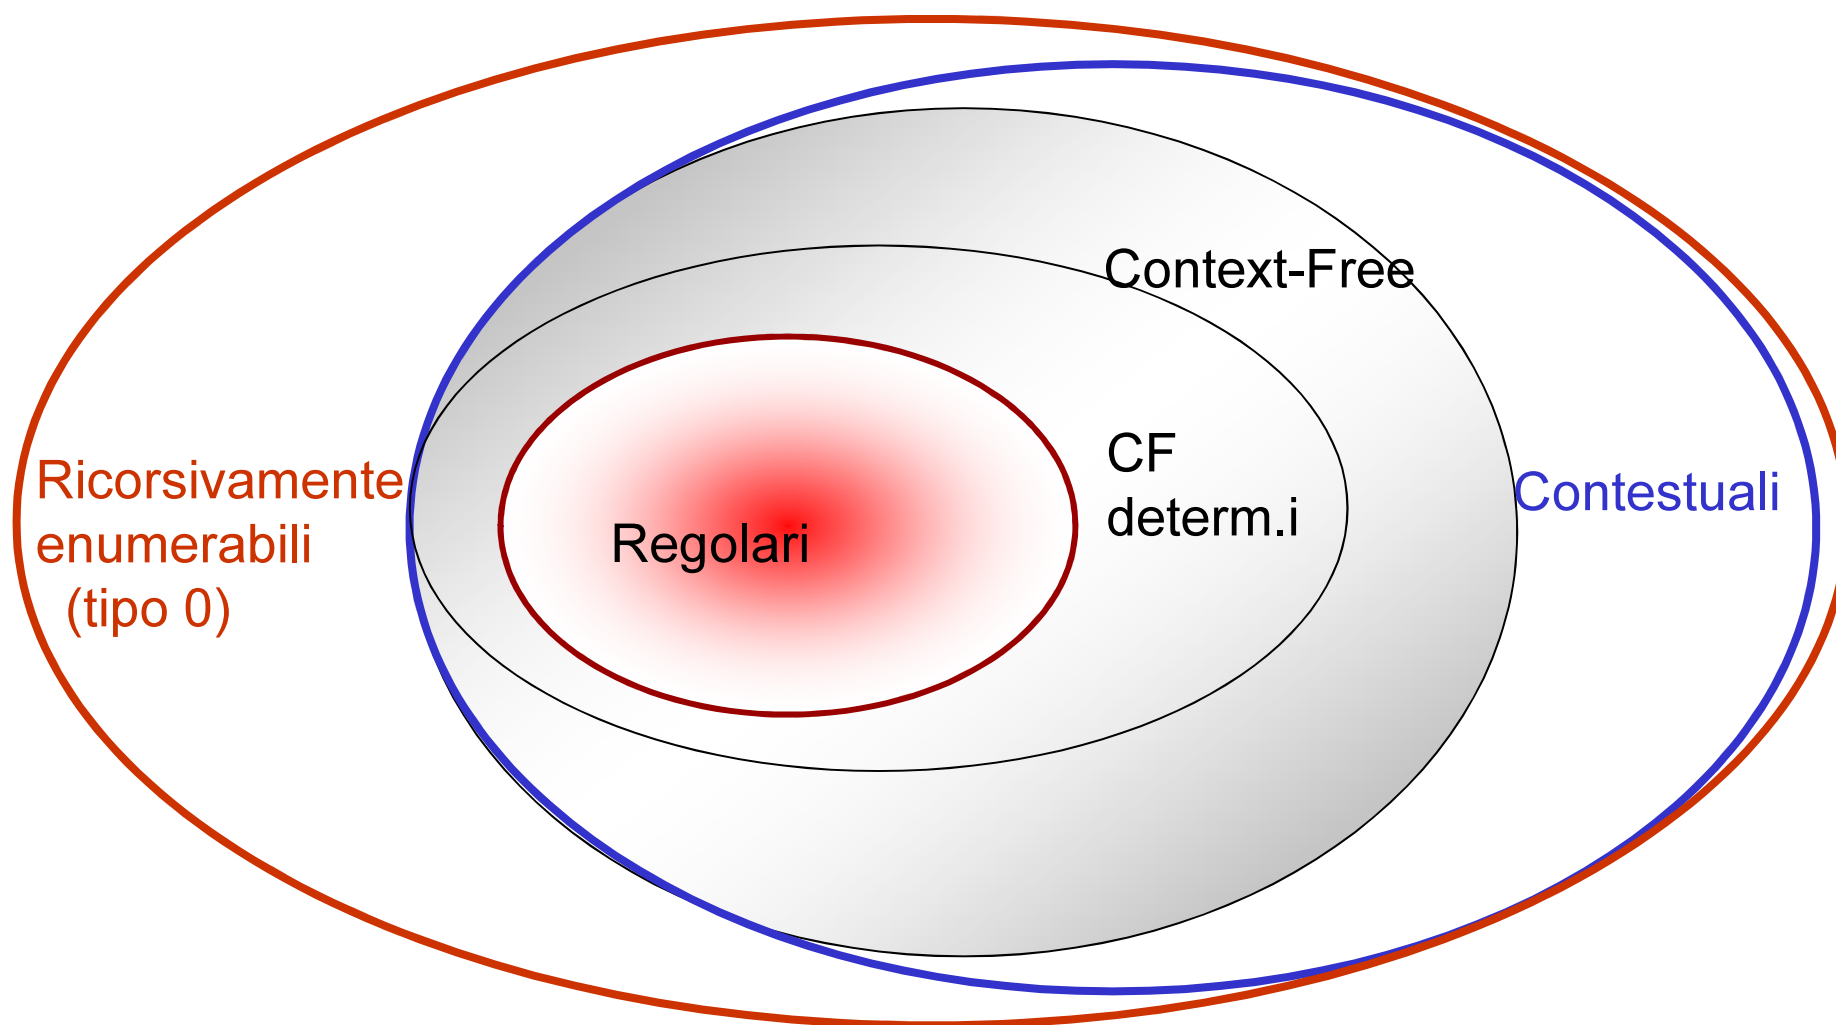 Context-Free
Ricorsivamente
enumerabili
(tipo 0)
Regolari
CF
determ.i
Contestuali